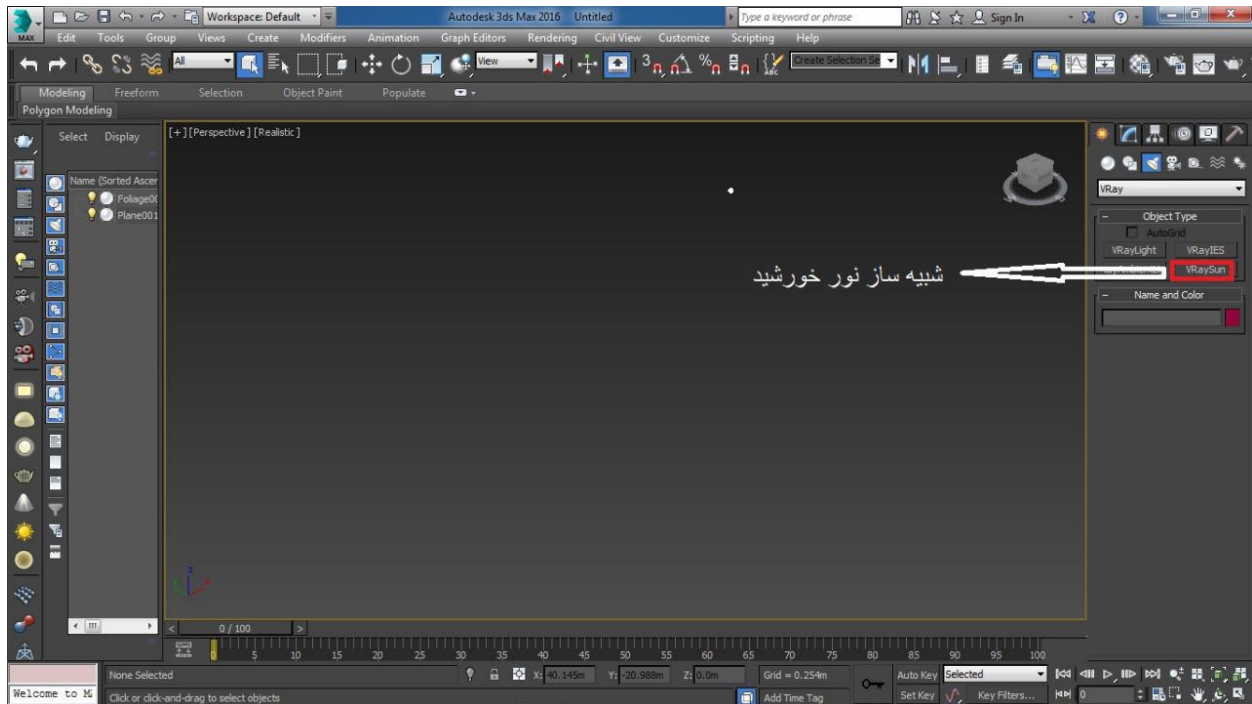 Workspace: Default
Autodesk 3ds Max 2016 Untitled
Type a keyword or phrase
Sign In
MAX
Edit Tools Group Views Create Modifiers Animation Graph Editors Rendering Civil View Customize Scripting Help
All
View
Create Selection Se
Modeling Freeform Selection Object Paint Populate
Polygon Modeling
Select Display
[+] [Perspective] [Realistic]
Name (Sorted Ascer
Foliage00
Plane001
VRay
- Object Type
AutoGrid
VRayLight VRayIES
VRaySun
شبیه ساز نور خورشید
- Name and Color
z
0 / 100
0 5 10 15 20 25 30 35 40 45 50 55 60 65 70 75 80 85 90 95 100
None Selected
X: 40.145m Y: -20.988m Z: 0.0m
Grid = 0.254m
Auto Key Selected
Welcome to M
Click or click-and-drag to select objects
Add Time Tag
Set Key Key Filters...
0